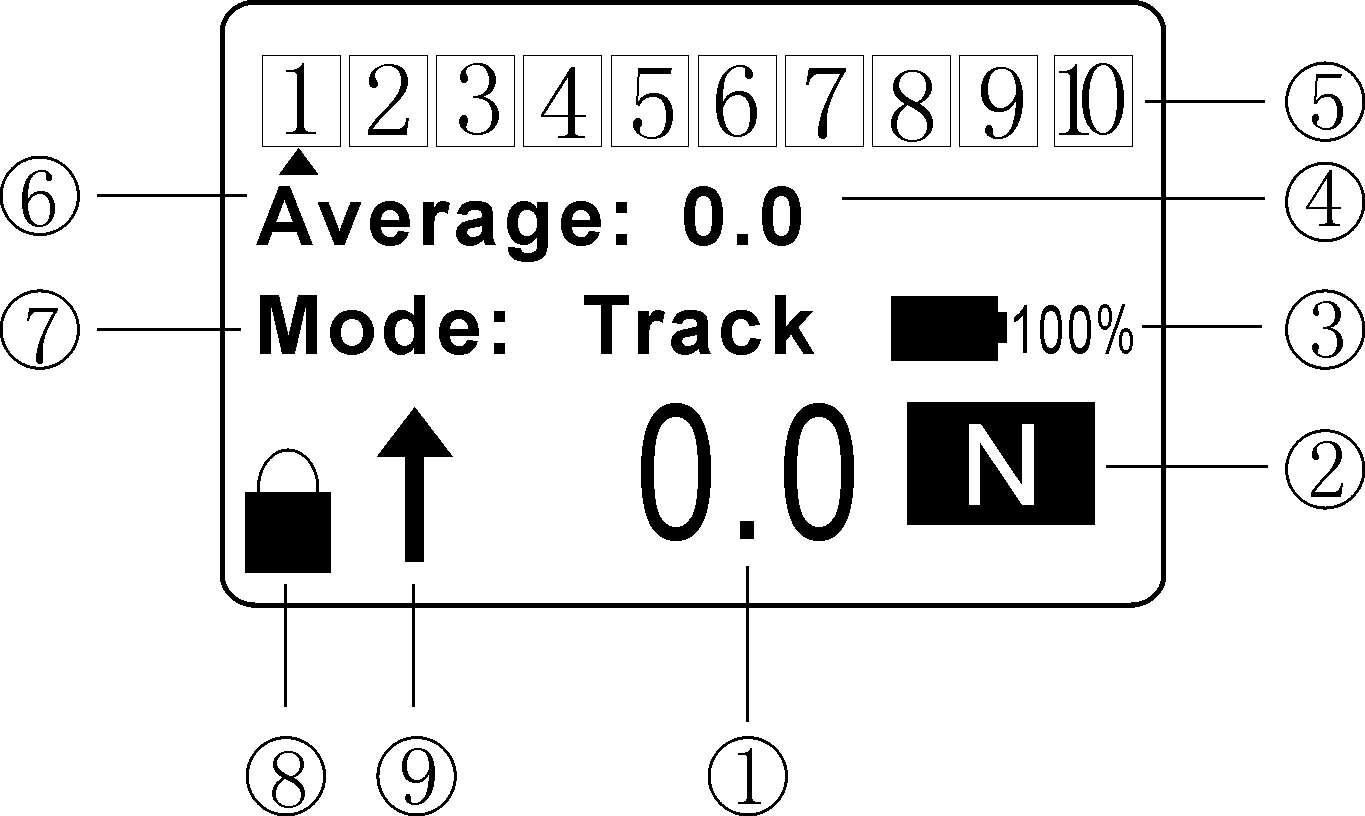 1 2 3 4 5 6 7 8 9 10 ⑤
⑥ Average: 0.0 ④
⑦ Mode: Track 100% ③
0.0 N ②
⑧ ⑨ ①